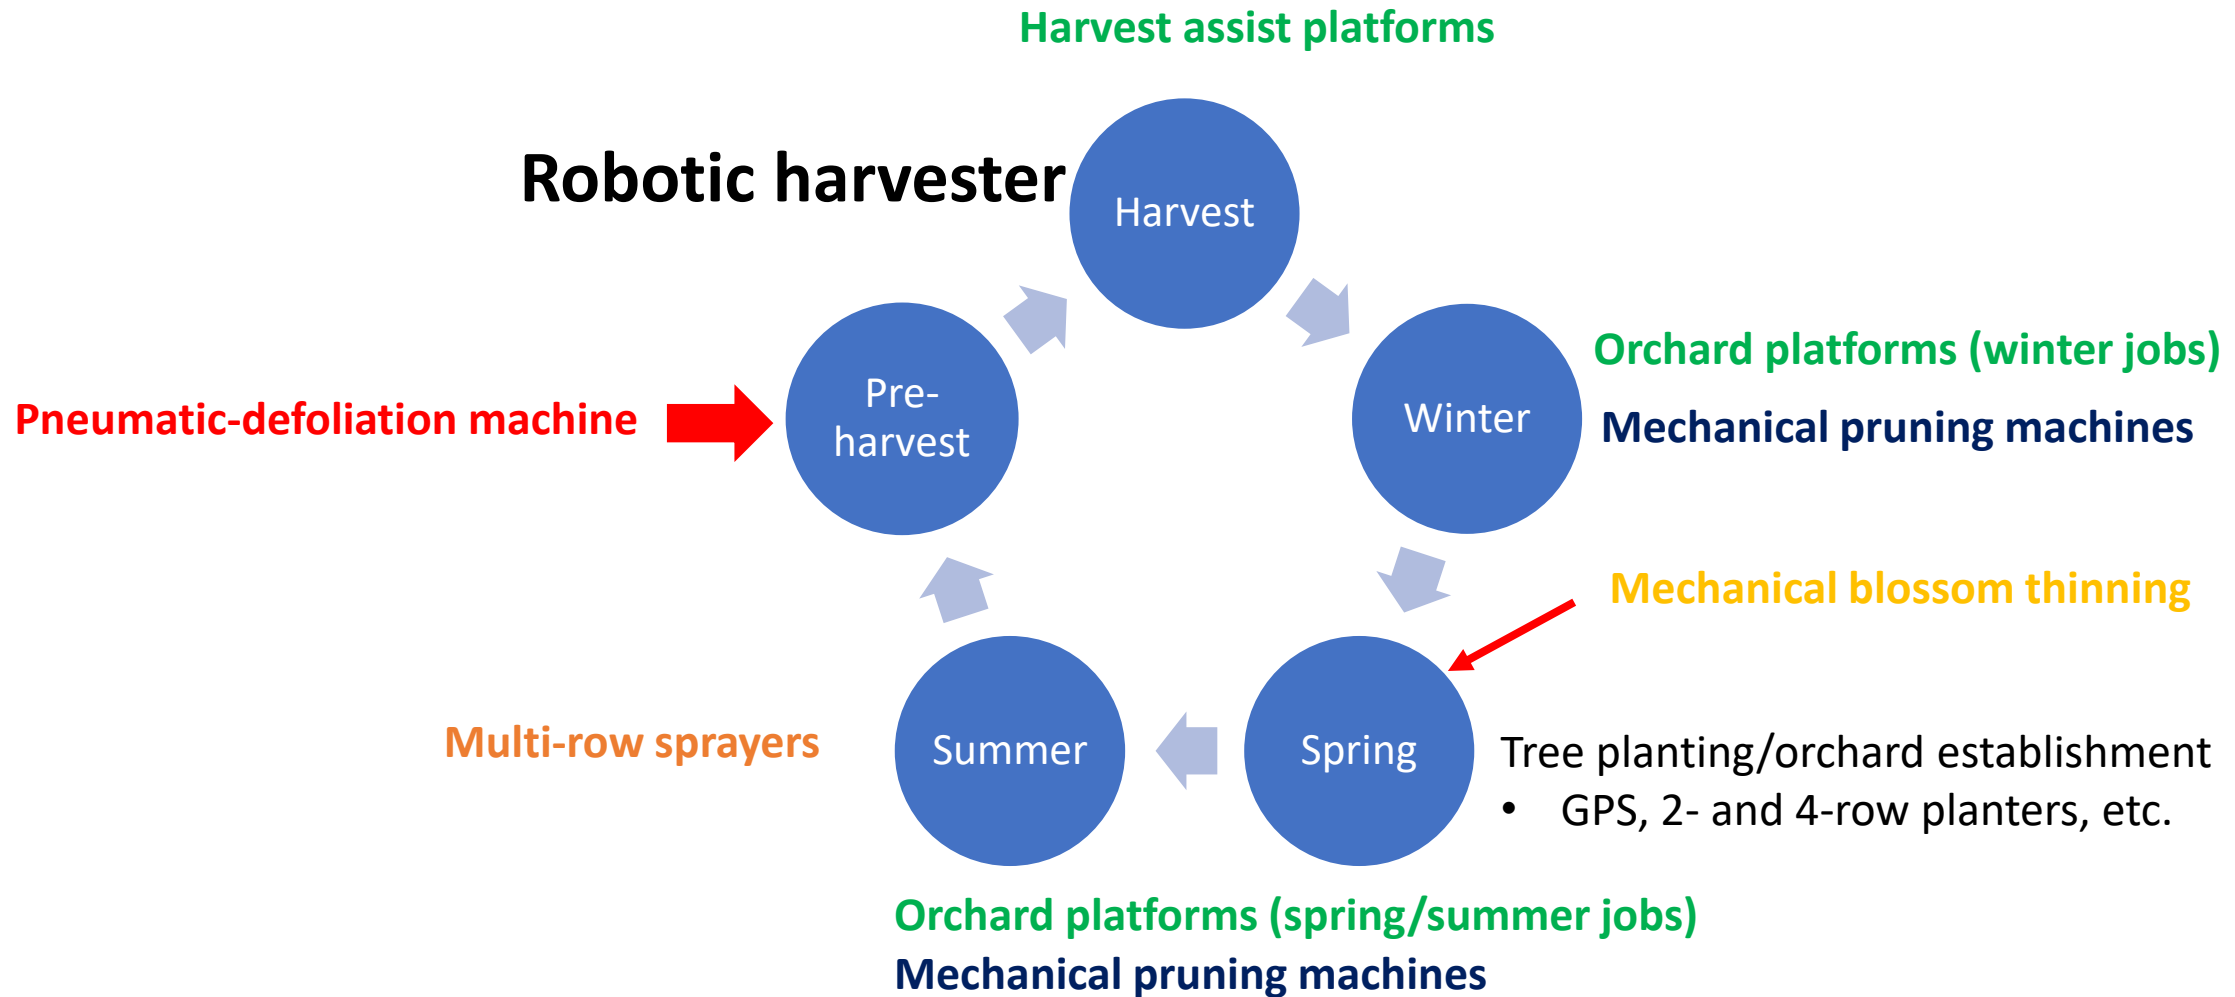 Harvest assist platforms
Robotic harvester
Harvest
Orchard platforms (winter jobs)
Pre-
harvest
Pneumatic-defoliation machine
Winter
Mechanical pruning machines
Mechanical blossom thinning
Multi-row sprayers
Summer
Spring
Tree planting/orchard establishment
• GPS, 2- and 4-row planters, etc.
Orchard platforms (spring/summer jobs)
Mechanical pruning machines